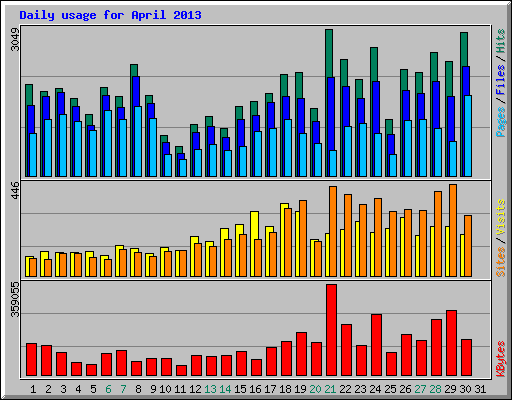 Daily usage for April 2013
3049
Pages / Files / Hits
446
Sites / Visits
359055
KBytes
1 2 3 4 5 6 7 8 9 10 11 12 13 14 15 16 17 18 19 20 21 22 23 24 25 26 27 28 29 30 31